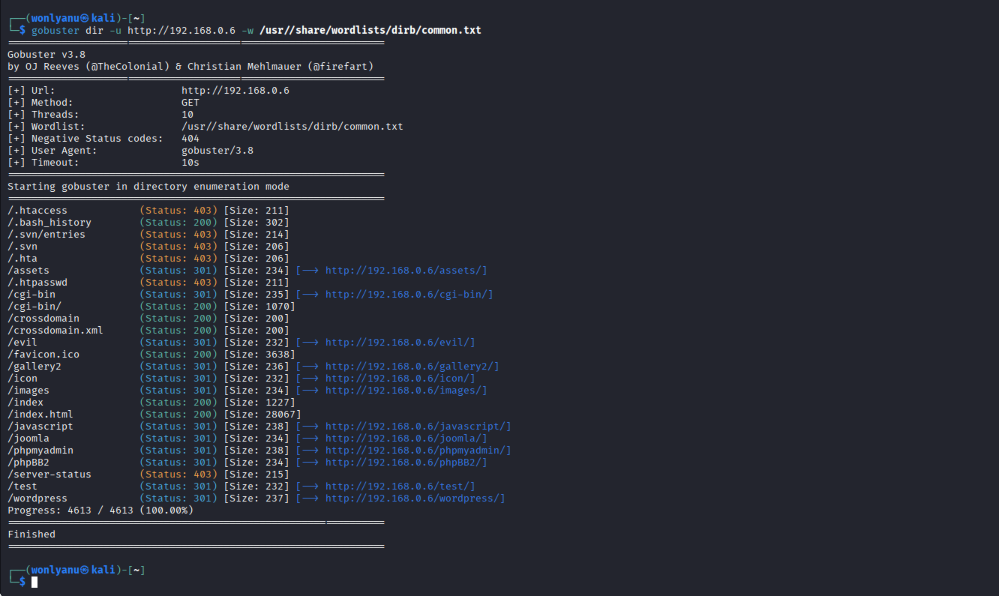 ┌──(wonlyanu㉿kali)-[~]
└─$ gobuster dir -u http://192.168.0.6 -w /usr//share/wordlists/dirb/common.txt
===============================================================
Gobuster v3.8
by OJ Reeves (@TheColonial) & Christian Mehlmauer (@firefart)
===============================================================
[+] Url:                     http://192.168.0.6
[+] Method:                  GET
[+] Threads:                 10
[+] Wordlist:                /usr//share/wordlists/dirb/common.txt
[+] Negative Status codes:   404
[+] User Agent:              gobuster/3.8
[+] Timeout:                 10s
===============================================================
Starting gobuster in directory enumeration mode
===============================================================
/.htaccess            (Status: 403) [Size: 211]
/.bash_history        (Status: 200) [Size: 302]
/.svn/entries         (Status: 403) [Size: 214]
/.svn                 (Status: 403) [Size: 206]
/.hta                 (Status: 403) [Size: 206]
/assets               (Status: 301) [Size: 234] [--> http://192.168.0.6/assets/]
/.htpasswd            (Status: 403) [Size: 211]
/cgi-bin              (Status: 301) [Size: 235] [--> http://192.168.0.6/cgi-bin/]
/cgi-bin/             (Status: 200) [Size: 1070]
/crossdomain          (Status: 200) [Size: 200]
/crossdomain.xml      (Status: 200) [Size: 200]
/evil                 (Status: 301) [Size: 232] [--> http://192.168.0.6/evil/]
/favicon.ico          (Status: 200) [Size: 3638]
/gallery2             (Status: 301) [Size: 236] [--> http://192.168.0.6/gallery2/]
/icon                 (Status: 301) [Size: 232] [--> http://192.168.0.6/icon/]
/images               (Status: 301) [Size: 234] [--> http://192.168.0.6/images/]
/index                (Status: 200) [Size: 1227]
/index.html           (Status: 200) [Size: 28067]
/javascript           (Status: 301) [Size: 238] [--> http://192.168.0.6/javascript/]
/joomla               (Status: 301) [Size: 234] [--> http://192.168.0.6/joomla/]
/phpmyadmin           (Status: 301) [Size: 238] [--> http://192.168.0.6/phpmyadmin/]
/phpBB2               (Status: 301) [Size: 234] [--> http://192.168.0.6/phpBB2/]
/server-status        (Status: 403) [Size: 215]
/test                 (Status: 301) [Size: 232] [--> http://192.168.0.6/test/]
/wordpress            (Status: 301) [Size: 237] [--> http://192.168.0.6/wordpress/]
Progress: 4613 / 4613 (100.00%)
===============================================================
Finished
===============================================================
┌──(wonlyanu㉿kali)-[~]
└─$